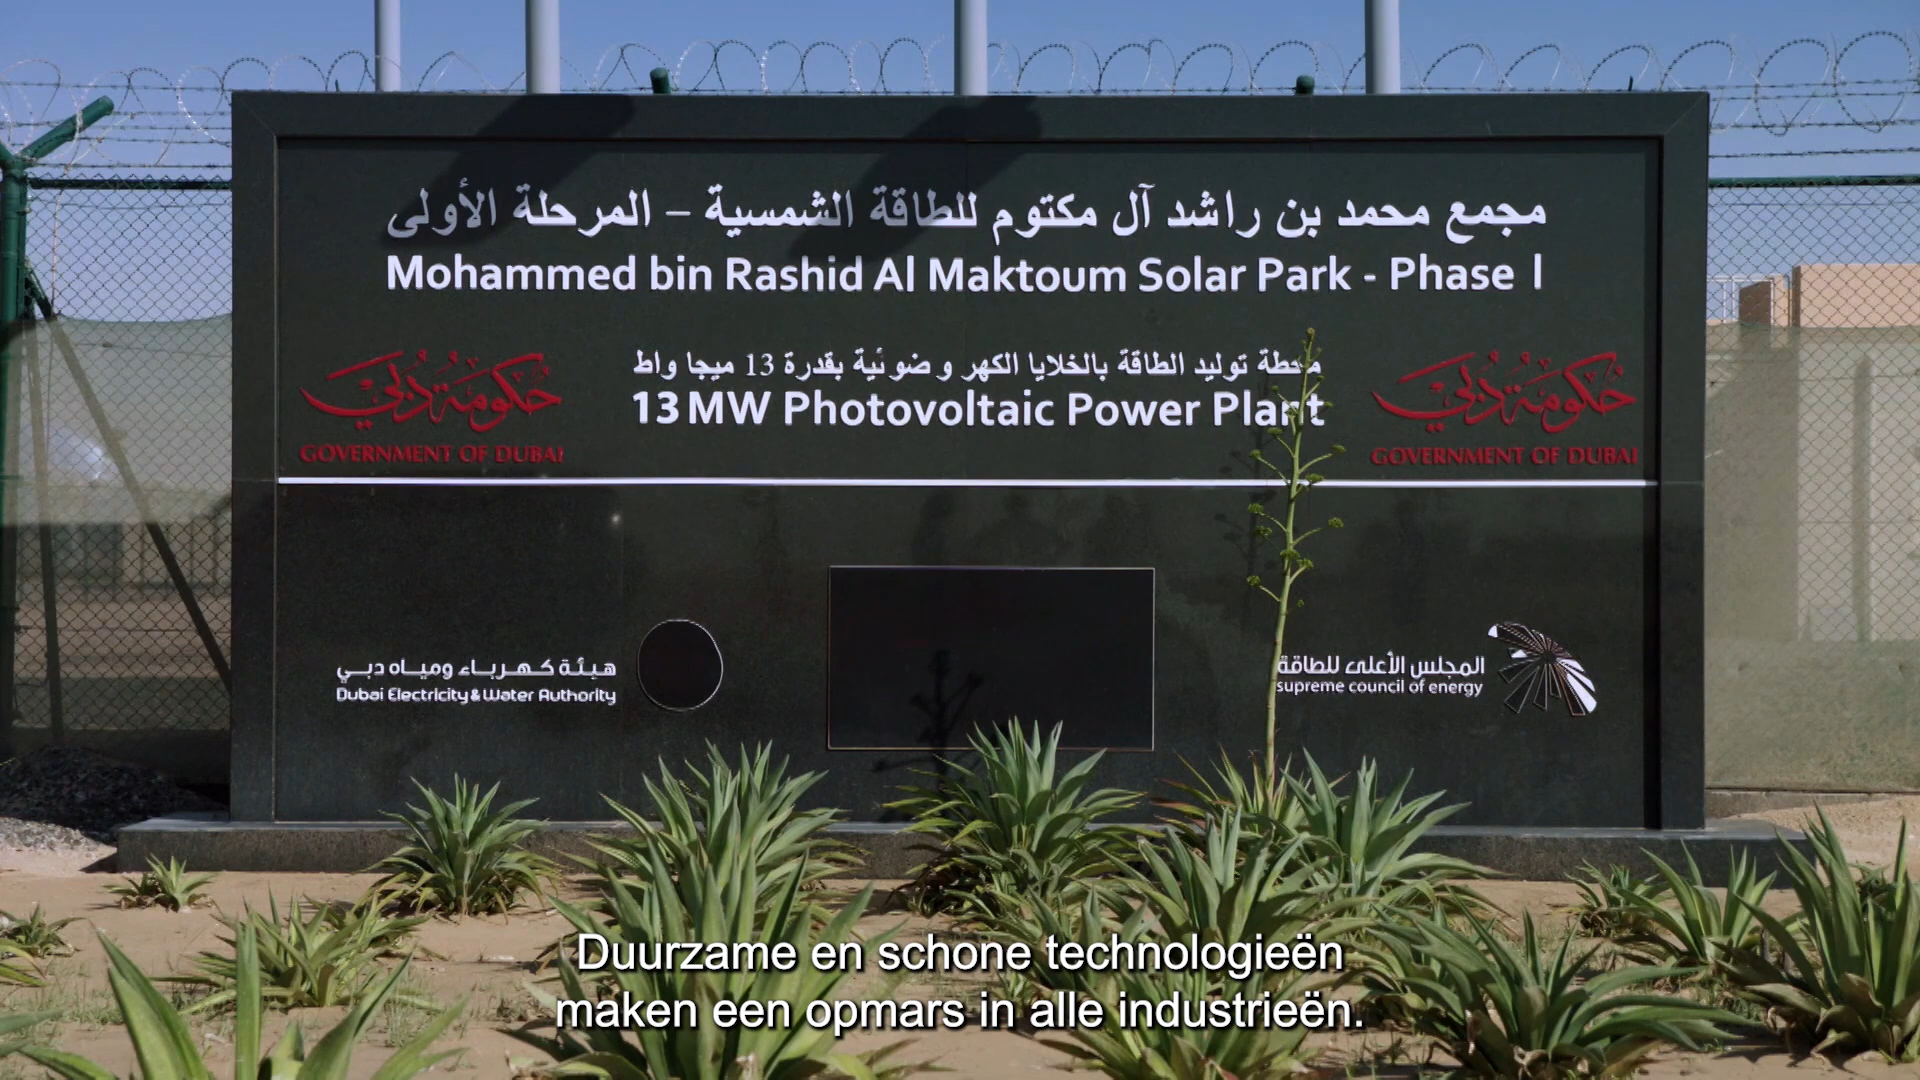 مجمع محمد بن راشد آل مكتوم للطاقة الشمسية – المرحلة الأولى
Mohammed bin Rashid Al Maktoum Solar Park - Phase I
محطة توليد الطاقة بالخلايا الكهر و ضوئية بقدرة 13 ميجا واط
13 MW Photovoltaic Power Plant
حكومة دبي
GOVERNMENT OF DUBAI
حكومة دبي
GOVERNMENT OF DUBAI
هيئة كهرباء ومياه دبي
Dubai Electricity & Water Authority
المجلس الأعلى للطاقة
supreme council of energy
Duurzame en schone technologieën
maken een opmars in alle industrieën.